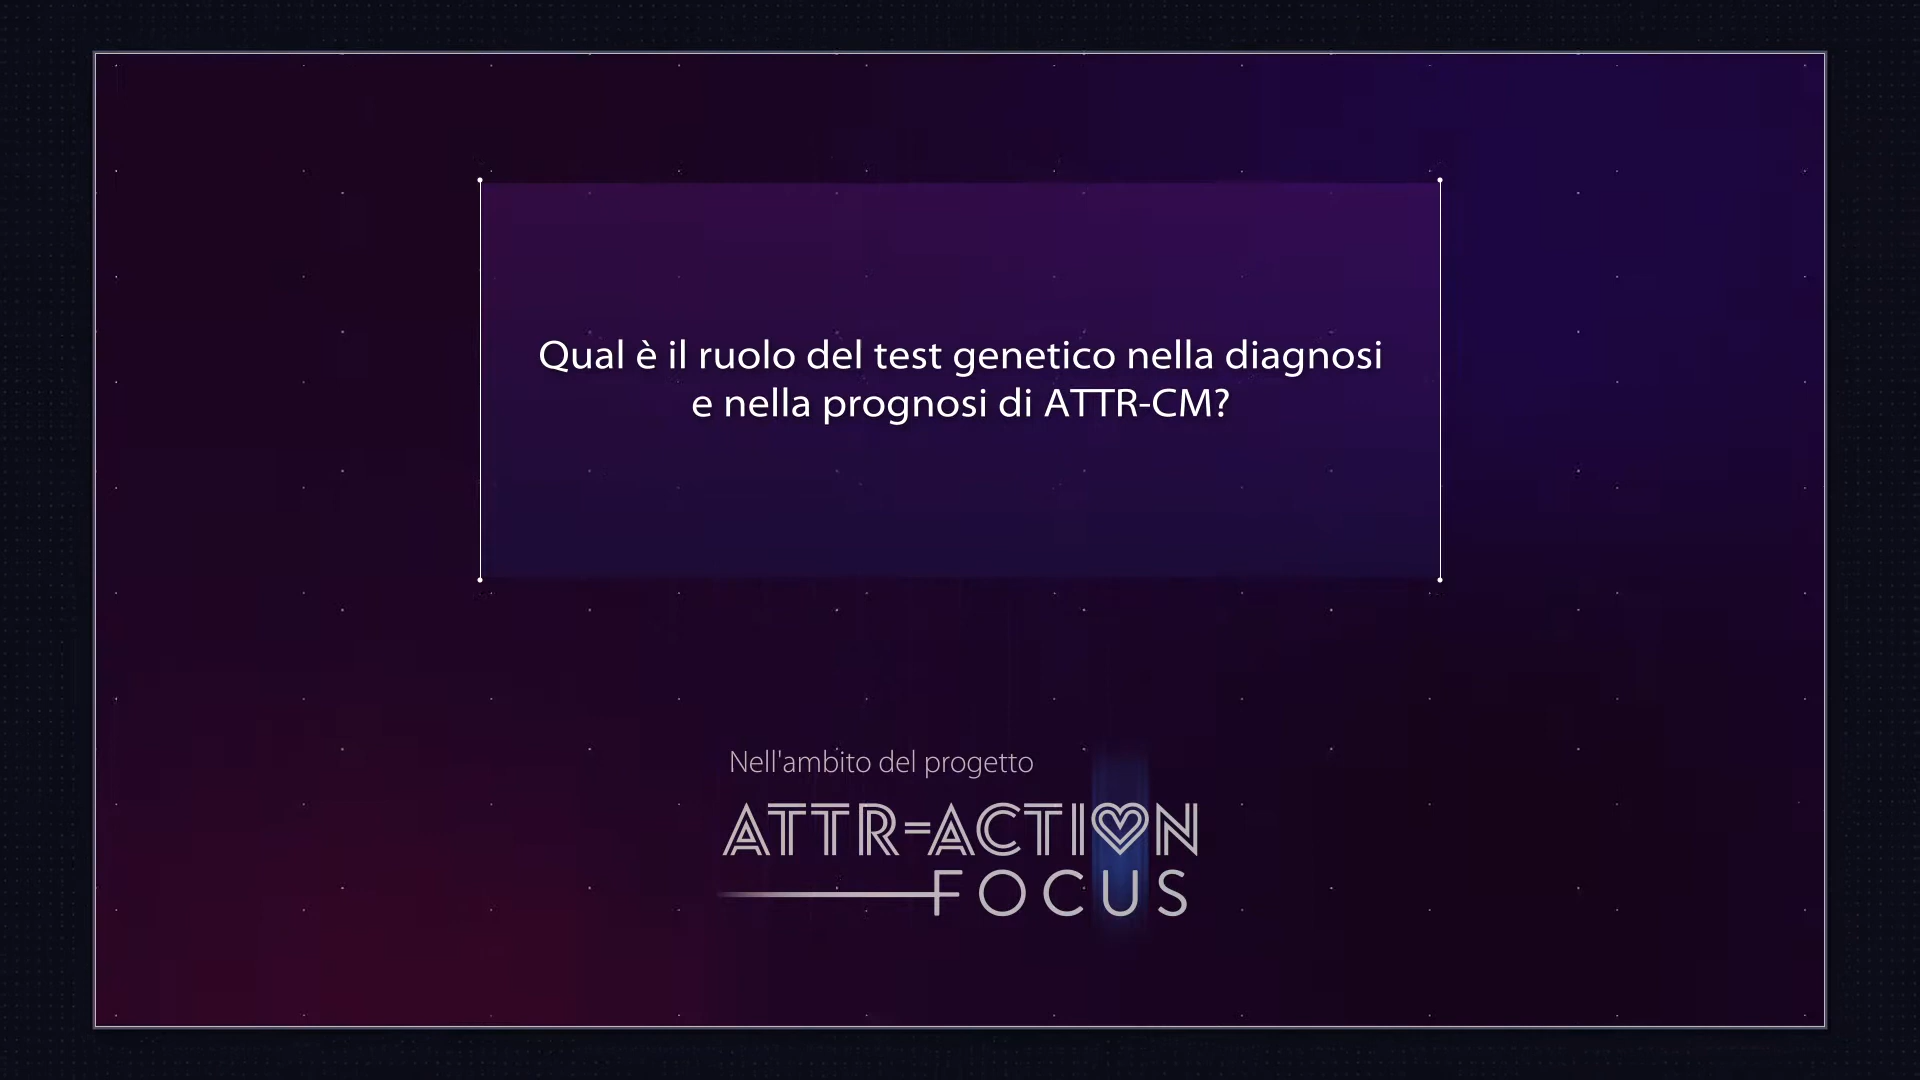 Qual è il ruolo del test genetico nella diagnosi
e nella prognosi di ATTR-CM?
Nell'ambito del progetto
ATTR=ACTION
FOCUS